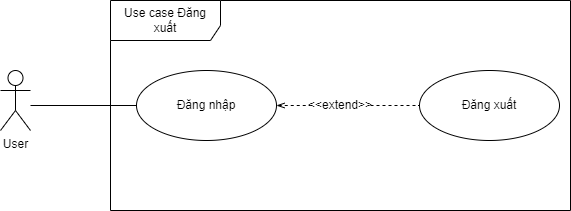 Use case Đăng
xuất
Đăng nhập
<<extend>>
Đăng xuất
User